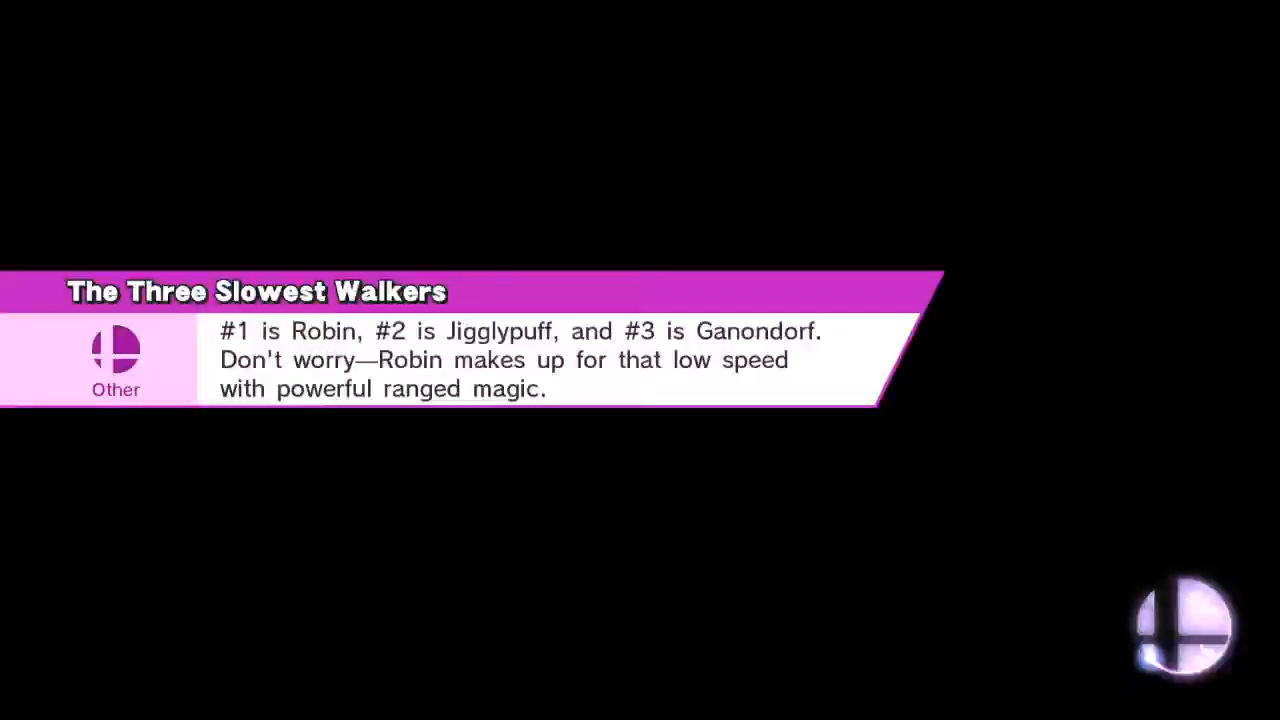 The Three Slowest Walkers
#1 is Robin, #2 is Jigglypuff, and #3 is Ganondorf.
Don't worry—Robin makes up for that low speed
with powerful ranged magic.
Other